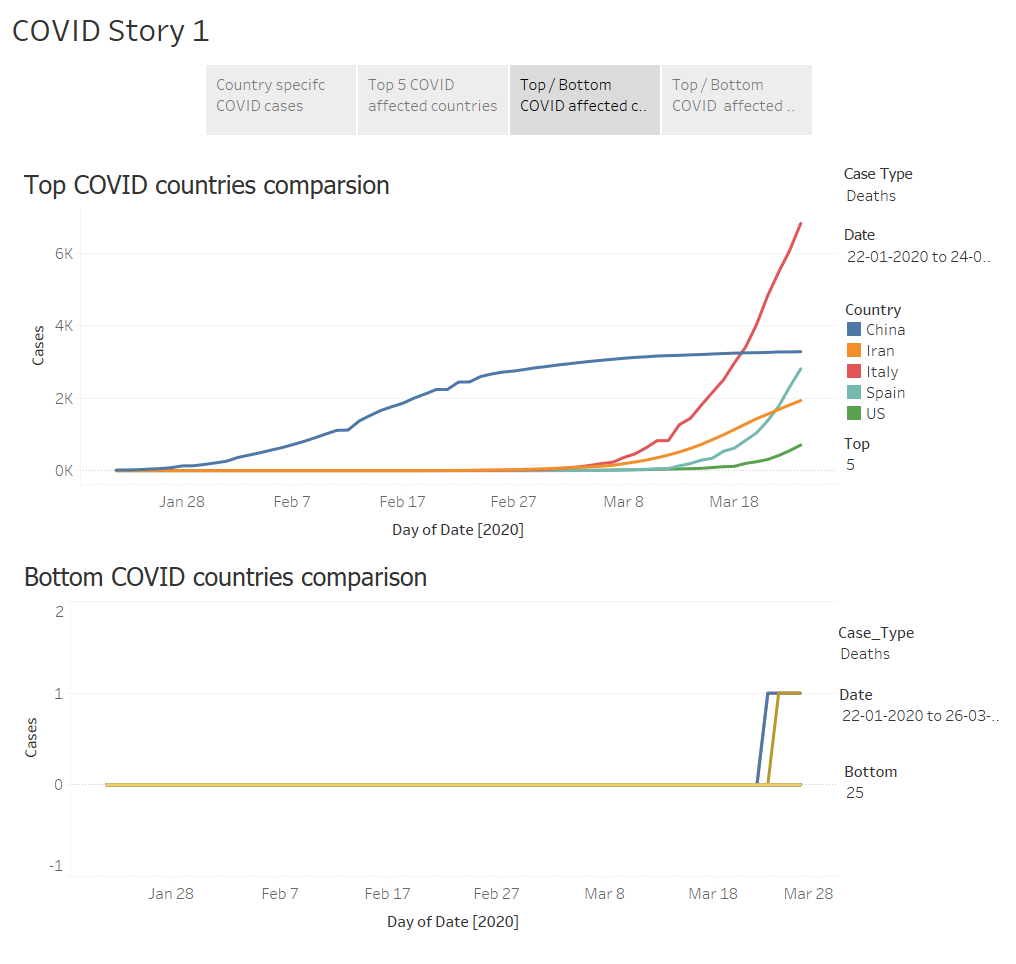 COVID Story 1
Country specifc
COVID cases
Top 5 COVID
affected countries
Top / Bottom
COVID affected c..
Top / Bottom
COVID  affected ..
Top COVID countries comparsion
Cases
6K
4K
2K
0K
Jan 28
Feb 7
Feb 17
Feb 27
Mar 8
Mar 18
Day of Date [2020]
Case Type
Deaths
Date
22-01-2020 to 24-0..
Country
China
Iran
Italy
Spain
US
Top
5
Bottom COVID countries comparison
Cases
2
1
0
-1
Jan 28
Feb 7
Feb 17
Feb 27
Mar 8
Mar 18
Mar 28
Day of Date [2020]
Case_Type
Deaths
Date
22-01-2020 to 26-03-..
Bottom
25